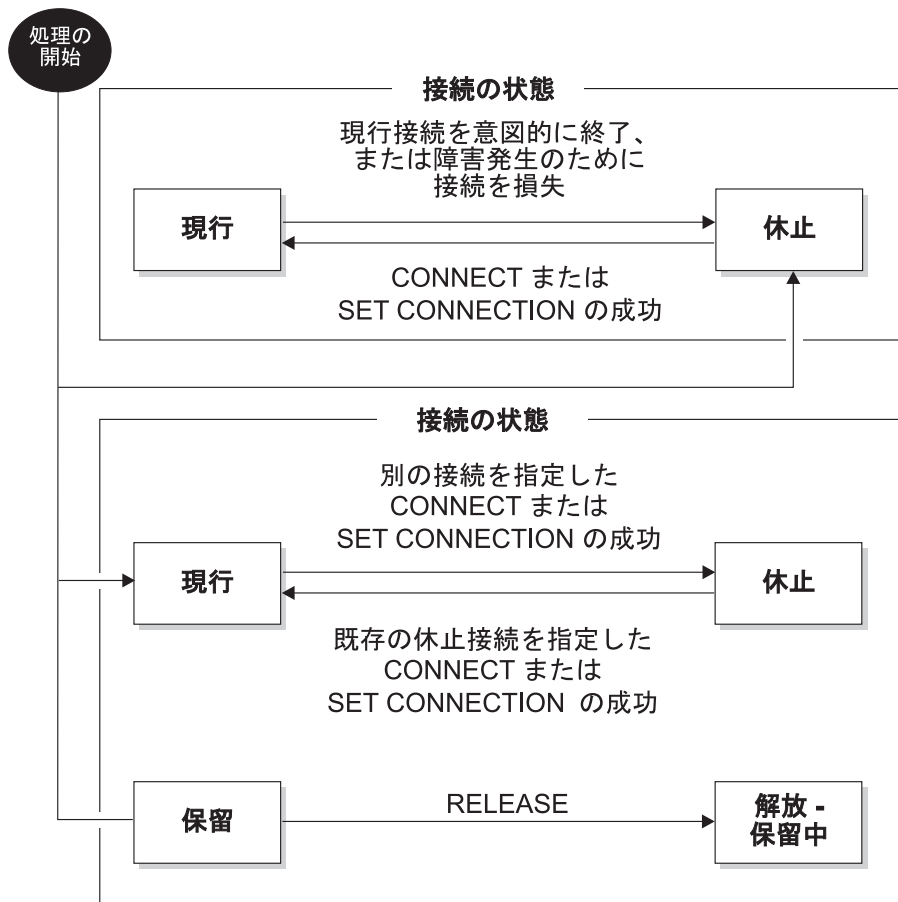 処理の
開始
接続の状態
現行接続を意図的に終了、
または障害発生のために
接続を損失
現行
休止
CONNECT または
SET CONNECTION の成功
接続の状態
別の接続を指定した
CONNECT または
SET CONNECTION の成功
現行
休止
既存の休止接続を指定した
CONNECT または
SET CONNECTION の成功
保留
RELEASE
解放 -
保留中